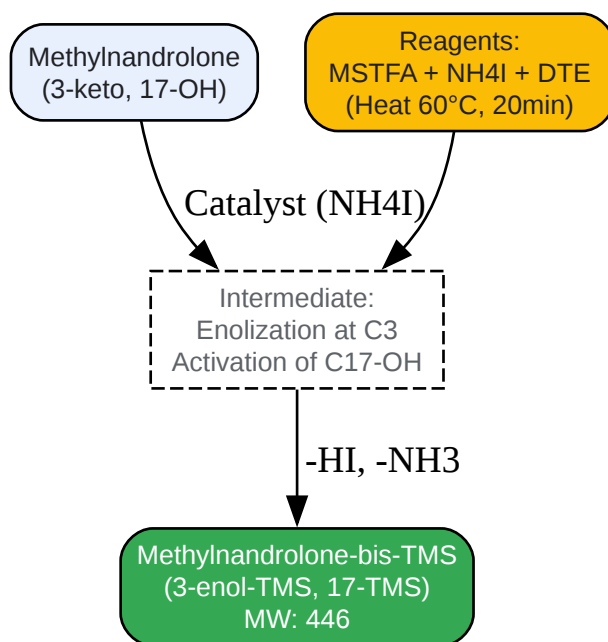 Methylnandrolone
(3-keto, 17-OH)
Reagents:
MSTFA + NH4I + DTE
(Heat 60°C, 20min)
Catalyst (NH4I)
Intermediate:
Enolization at C3
Activation of C17-OH
-HI, -NH3
Methylnandrolone-bis-TMS
(3-enol-TMS, 17-TMS)
MW: 446